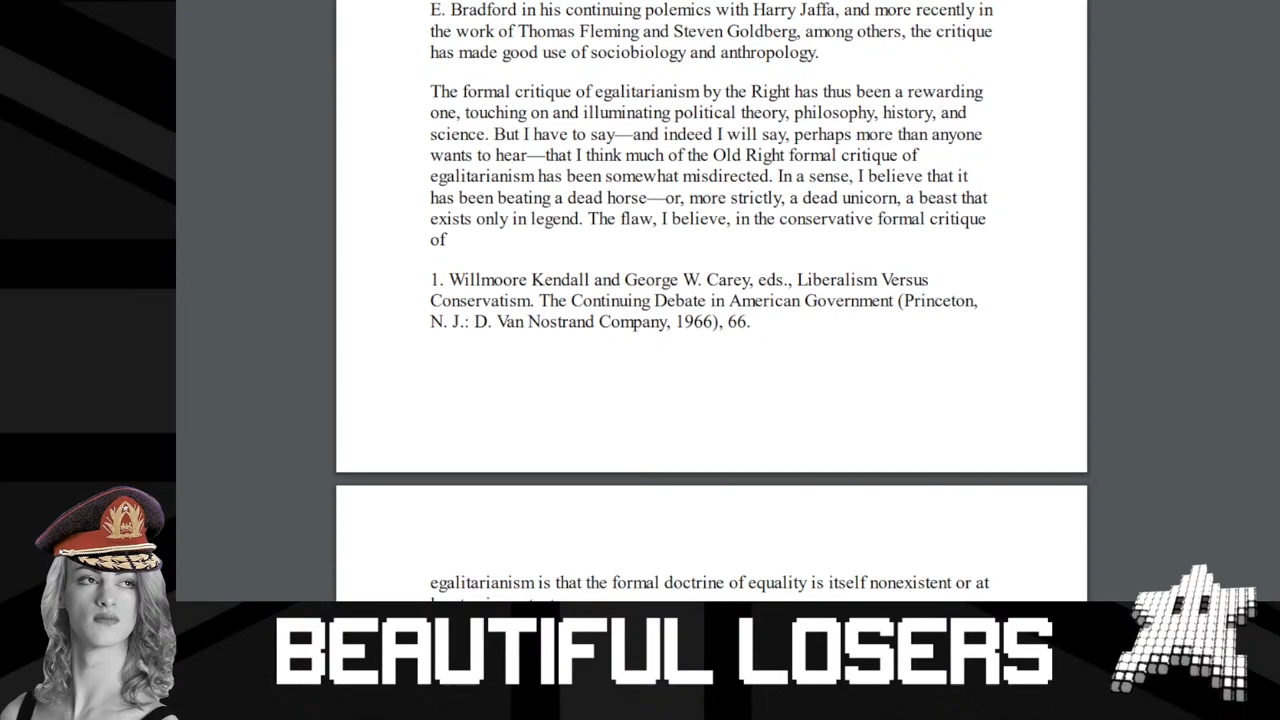 E. Bradford in his continuing polemics with Harry Jaffa, and more recently in
the work of Thomas Fleming and Steven Goldberg, among others, the critique
has made good use of sociobiology and anthropology.
The formal critique of egalitarianism by the Right has thus been a rewarding
one, touching on and illuminating political theory, philosophy, history, and
science. But I have to say—and indeed I will say, perhaps more than anyone
wants to hear—that I think much of the Old Right formal critique of
egalitarianism has been somewhat misdirected. In a sense, I believe that it
has been beating a dead horse—or, more strictly, a dead unicorn, a beast that
exists only in legend. The flaw, I believe, in the conservative formal critique
of
1. Willmoore Kendall and George W. Carey, eds., Liberalism Versus
Conservatism. The Continuing Debate in American Government (Princeton,
N. J.: D. Van Nostrand Company, 1966), 66.
egalitarianism is that the formal doctrine of equality is itself nonexistent or at
BEAUTIFUL LOSERS